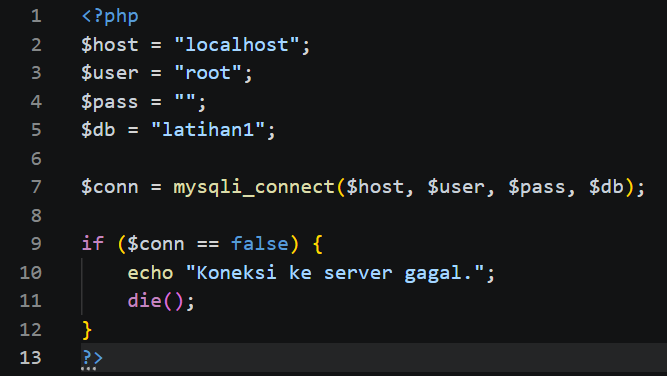 1 <?php
2 $host = "localhost";
3 $user = "root";
4 $pass = "";
5 $db = "latihan1";
6
7 $conn = mysqli_connect($host, $user, $pass, $db);
8
9 if ($conn == false) {
10     echo "Koneksi ke server gagal.";
11     die();
12 }
13 ?>